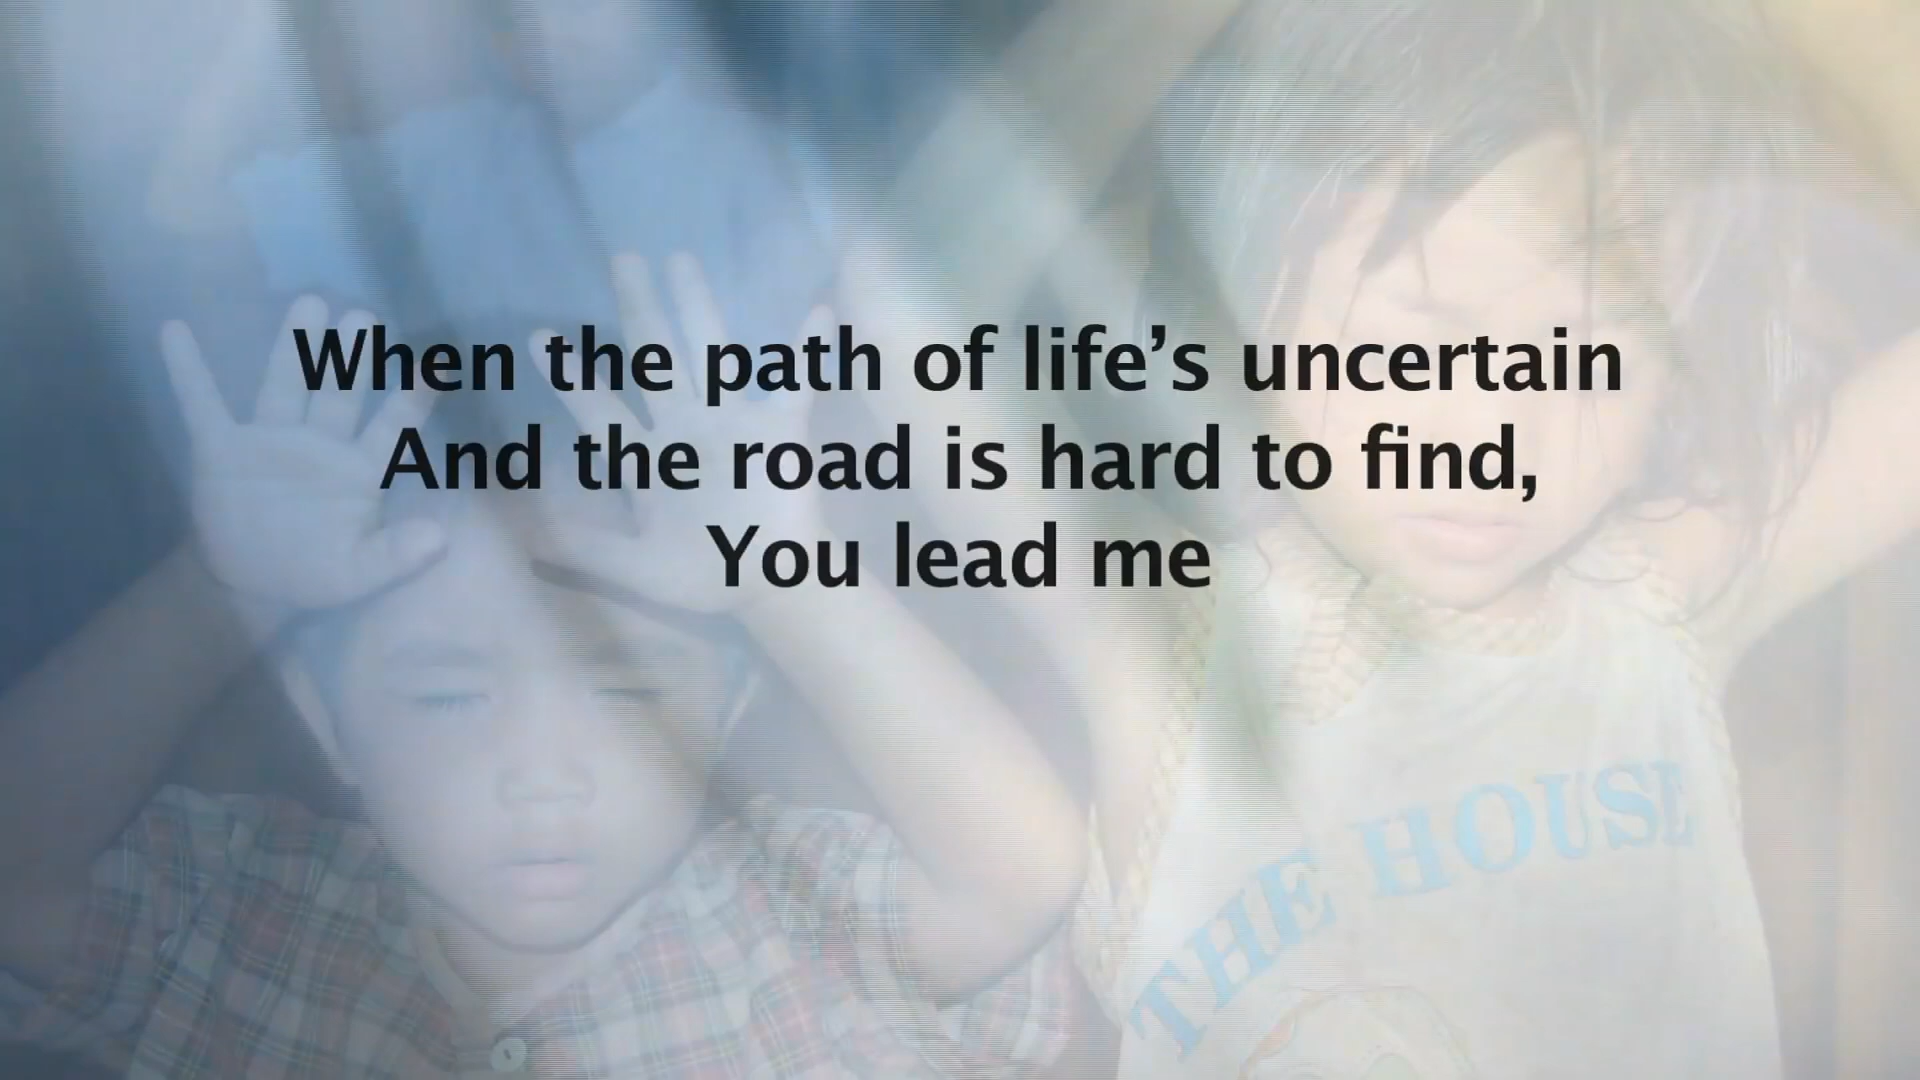 When the path of life’s uncertain
And the road is hard to find,
You lead me
THE HOUSE